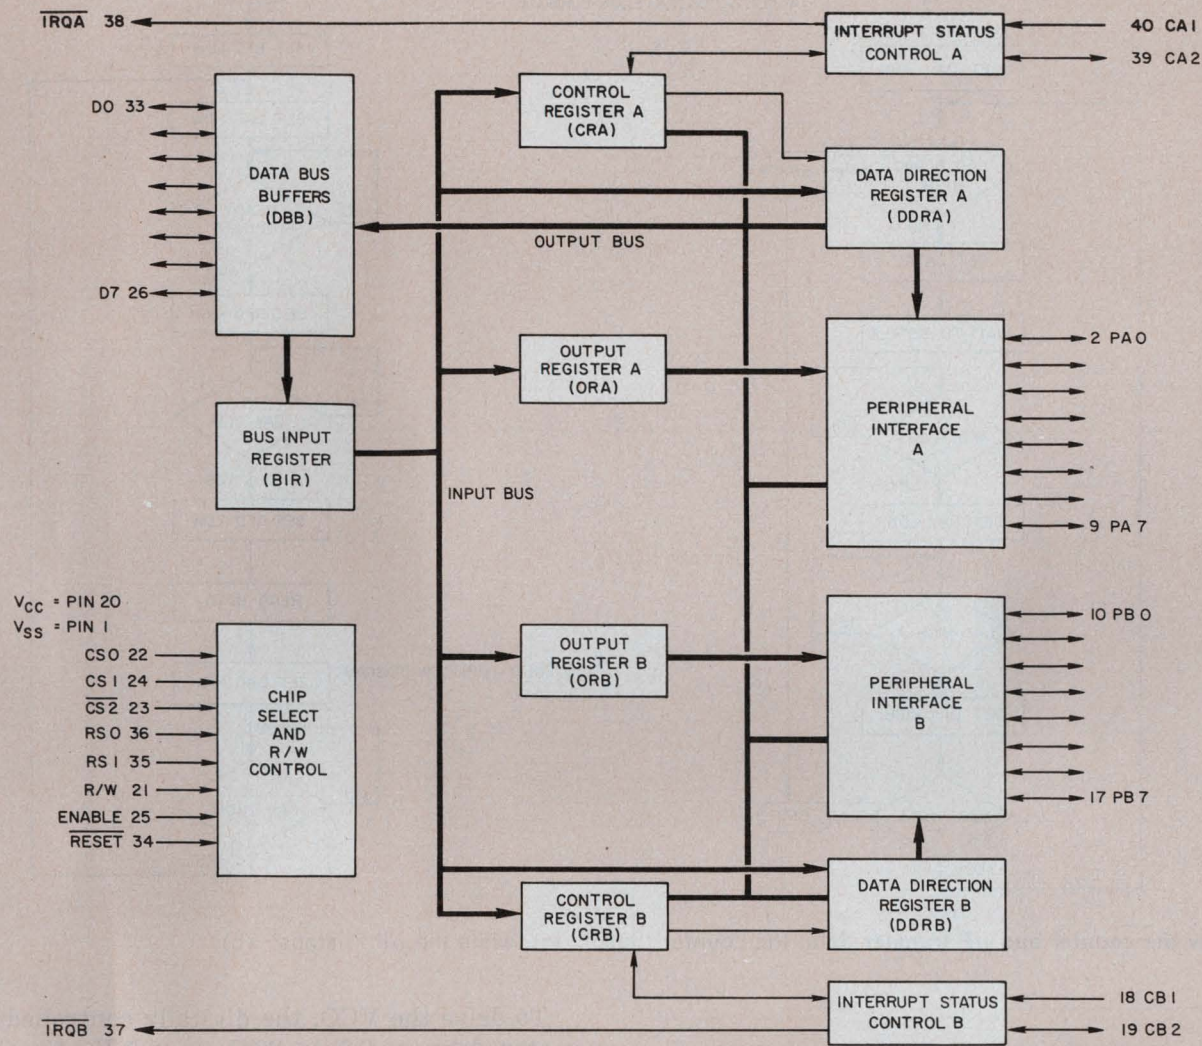 IRQA 38
INTERRUPT STATUS
CONTROL A
40 CA1
39 CA2
DO 33
D7 26
DATA BUS
BUFFERS
(DBB)
CONTROL
REGISTER A
(CRA)
DATA DIRECTION
REGISTER A
(DDRA)
OUTPUT BUS
OUTPUT
REGISTER A
(ORA)
PERIPHERAL
INTERFACE
A
2 PA0
9 PA7
BUS INPUT
REGISTER
(BIR)
INPUT BUS
VCC = PIN 20
VSS = PIN 1
CS0 22
CS1 24
CS2 23
RS0 36
RS1 35
R/W 21
ENABLE 25
RESET 34
CHIP
SELECT
AND
R/W
CONTROL
OUTPUT
REGISTER B
(ORB)
PERIPHERAL
INTERFACE
B
10 PB0
17 PB7
CONTROL
REGISTER B
(CRB)
DATA DIRECTION
REGISTER B
(DDRB)
INTERRUPT STATUS
CONTROL B
18 CB1
19 CB2
IRQB 37